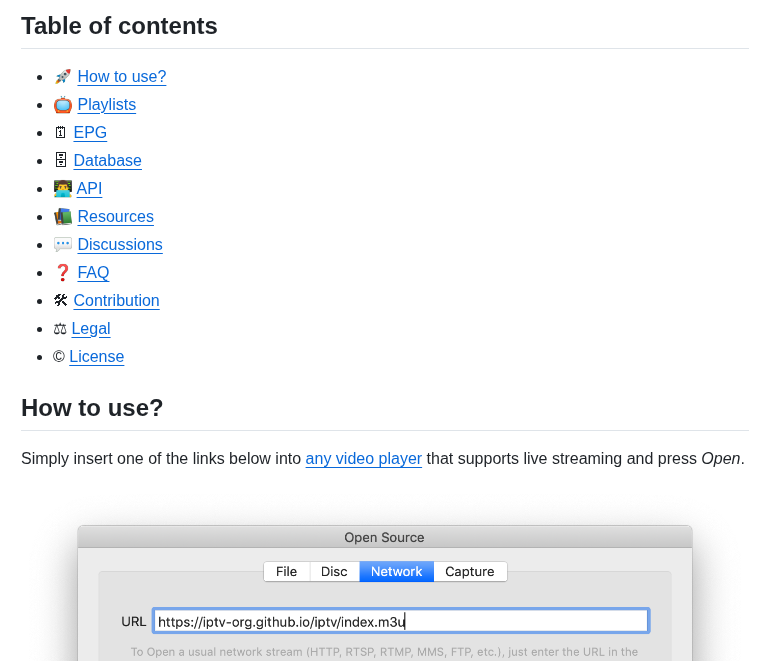 Table of contents
🚀 How to use?
📺 Playlists
🗓 EPG
🗄 Database
👨‍💻 API
📚 Resources
💬 Discussions
❓ FAQ
🛠 Contribution
⚖ Legal
© License
How to use?
Simply insert one of the links below into any video player that supports live streaming and press Open.
Open Source
File Disc Network Capture
URL https://iptv-org.github.io/iptv/index.m3u
To Open a usual network stream (HTTP, RTSP, RTMP, MMS, FTP, etc.), just enter the URL in the